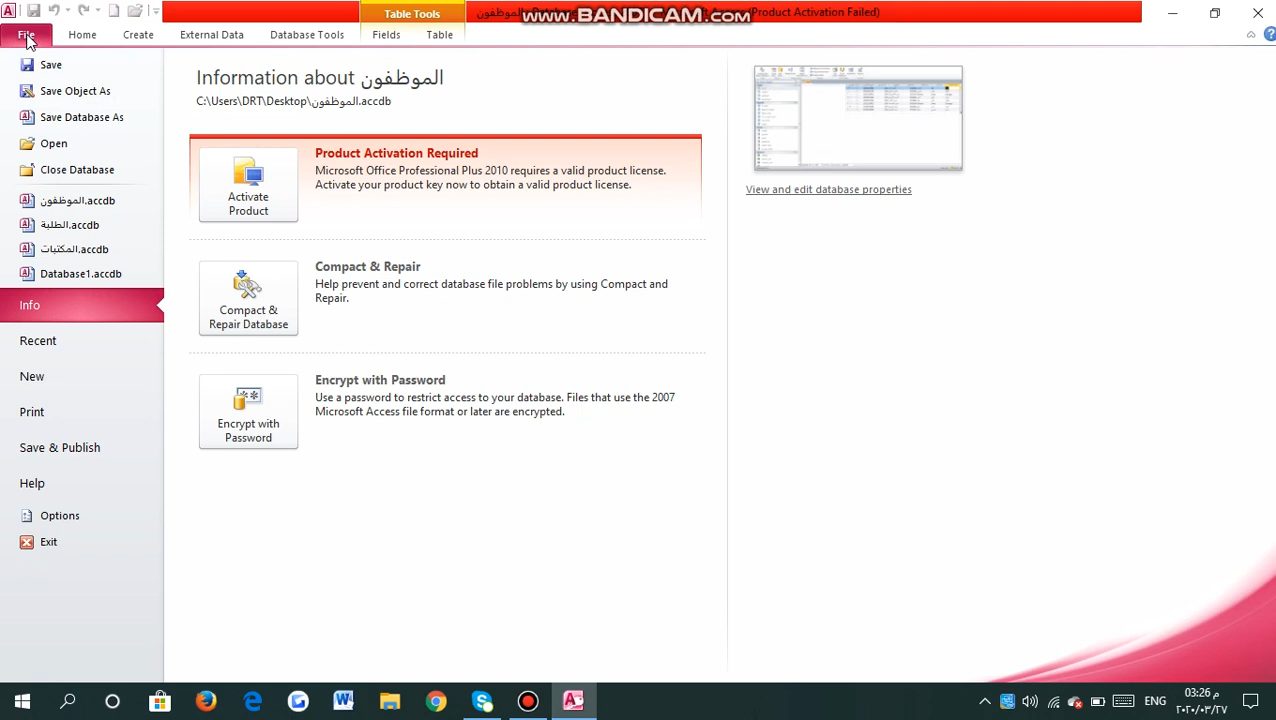 Table Tools
(Product Activation Failed)
www.BANDICAM.com
File Home Create External Data Database Tools Fields Table
Save
Save Object As
Save Database As
Open
Close Database
الموظفون.accdb
الطلبة.accdb
المكتبات.accdb
Database1.accdb
Info
Recent
New
Print
Save & Publish
Help
Options
Exit
Information about الموظفون
Product Activation Required
Microsoft Office Professional Plus 2010 requires a valid product license.
Activate your product key now to obtain a valid product license.
Activate
Product
Compact & Repair
Help prevent and correct database file problems by using Compact and
Repair.
Compact &
Repair Database
Encrypt with Password
Use a password to restrict access to your database. Files that use the 2007
Microsoft Access file format or later are encrypted.
Encrypt with
Password
View and edit database properties
ENG
03:26 م
٢٠٢٠/٠٣/٢٧